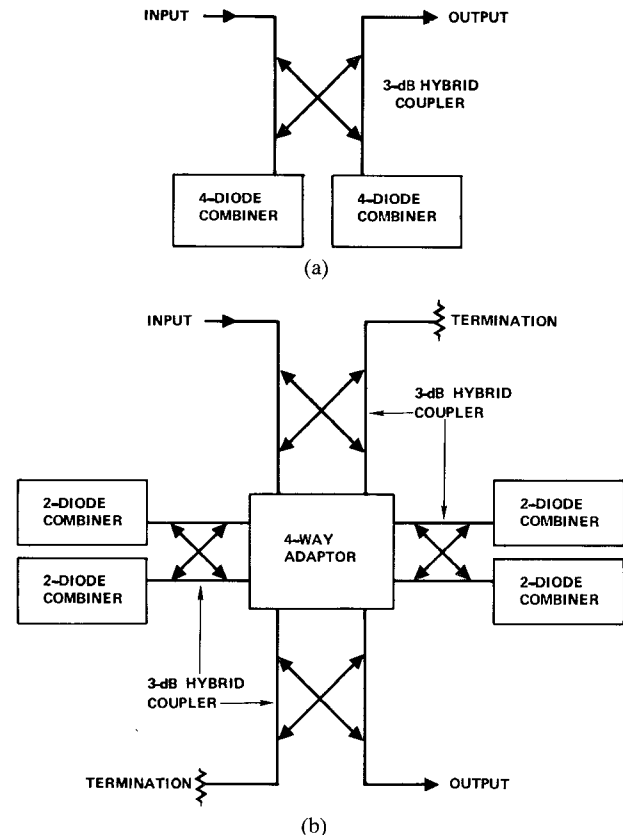 INPUT
OUTPUT
3-dB HYBRID
COUPLER
4-DIODE
COMBINER
4-DIODE
COMBINER
(a)
INPUT
TERMINATION
3-dB HYBRID
COUPLER
2-DIODE
COMBINER
2-DIODE
COMBINER
4-WAY
ADAPTOR
2-DIODE
COMBINER
2-DIODE
COMBINER
3-dB HYBRID
COUPLER
TERMINATION
OUTPUT
(b)